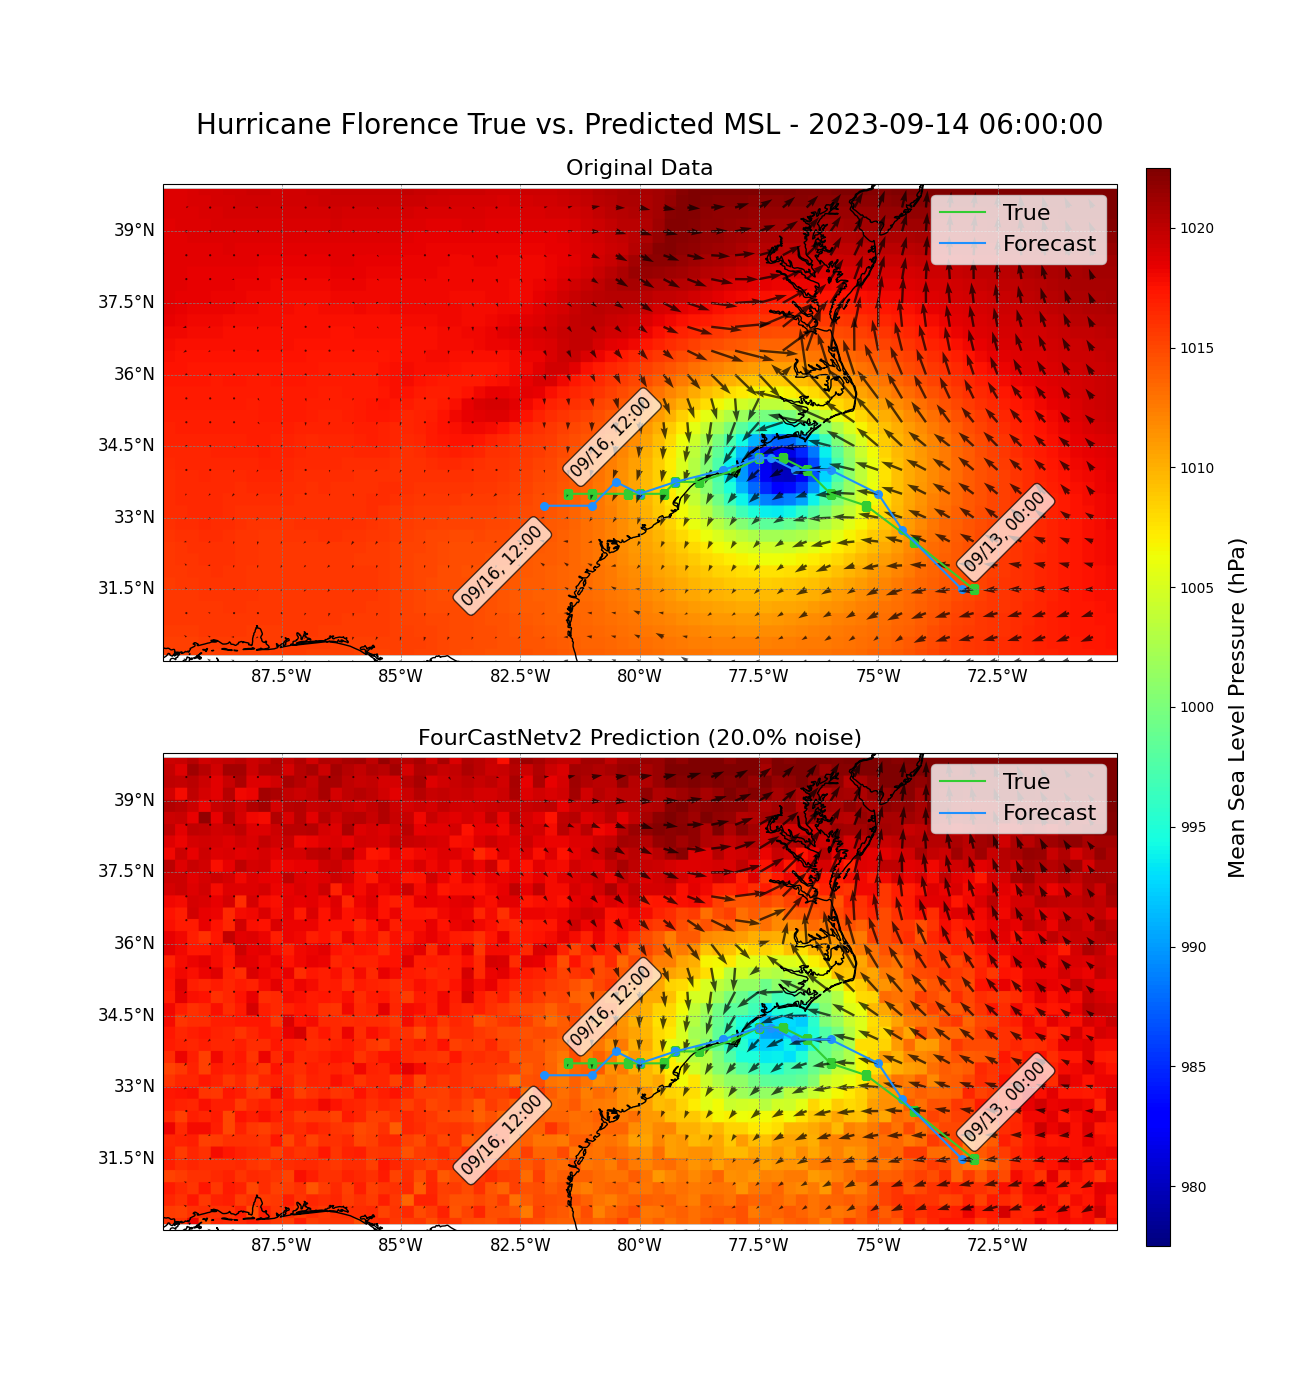 Hurricane Florence True vs. Predicted MSL - 2023-09-14 06:00:00
Original Data
True
Forecast
39°N
37.5°N
36°N
34.5°N
33°N
31.5°N
09/16, 12:00
09/16, 12:00
09/13, 00:00
87.5°W
85°W
82.5°W
80°W
77.5°W
75°W
72.5°W
FourCastNetv2 Prediction (20.0% noise)
True
Forecast
39°N
37.5°N
36°N
34.5°N
33°N
31.5°N
09/16, 12:00
09/16, 12:00
09/13, 00:00
87.5°W
85°W
82.5°W
80°W
77.5°W
75°W
72.5°W
1020
1015
1010
1005
1000
995
990
985
980
Mean Sea Level Pressure (hPa)